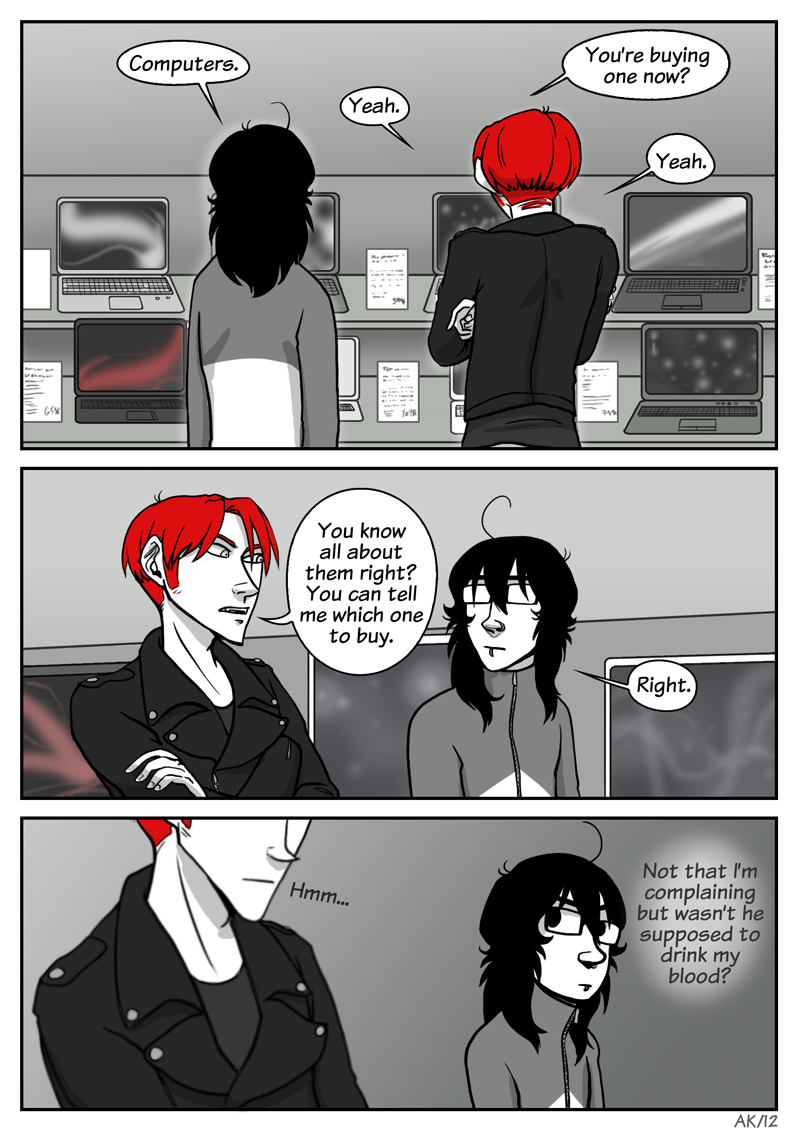 Computers.
Yeah.
You're buying
one now?
Yeah.
65%
You know
all about
them right?
You can tell
me which one
to buy.
Right.
Hmm...
Not that I'm
complaining
but wasn't he
supposed to
drink my
blood?
AK/12